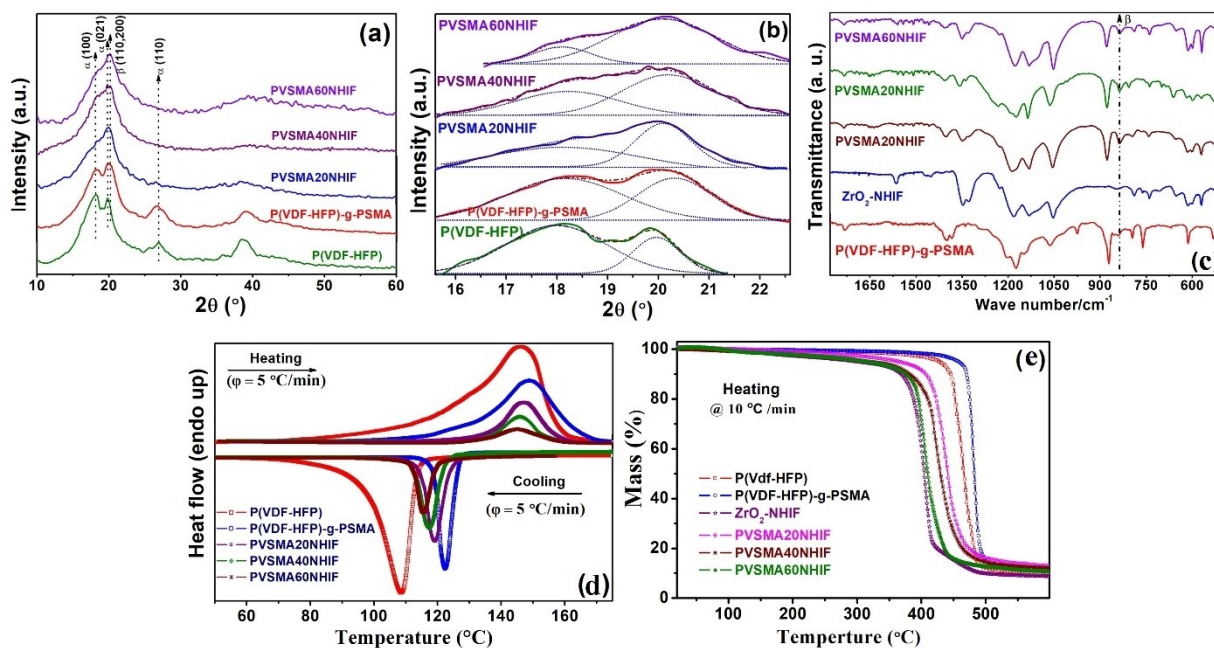 (a)
α (100)
α (021)
β (110,200)
α (110)
PVSMA60NHIF
PVSMA40NHIF
PVSMA20NHIF
P(VDF-HFP)-g-PSMA
P(VDF-HFP)
Intensity (a.u.)
10 20 30 40 50 60
2θ (°)
(b)
PVSMA60NHIF
PVSMA40NHIF
PVSMA20NHIF
P(VDF-HFP)-g-PSMA
P(VDF-HFP)
Intensity (a.u.)
16 17 18 19 20 21 22
2θ (°)
β
PVSMA60NHIF
PVSMA20NHIF
PVSMA20NHIF
ZrO2-NHIF
P(VDF-HFP)-g-PSMA
(c)
Transmittance (a. u.)
1650 1500 1350 1200 1050 900 750 600
Wave number/cm-1
Heating
(φ = 5 °C/min)
Cooling
(φ = 5 °C/min)
P(VDF-HFP)
P(VDF-HFP)-g-PSMA
PVSMA20NHIF
PVSMA40NHIF
PVSMA60NHIF
(d)
Heat flow (endo up)
60 80 100 120 140 160
Temperature (°C)
(e)
Heating
@ 10 °C /min
P(Vdf-HFP)
P(VDF-HFP)-g-PSMA
ZrO2-NHIF
PVSMA20NHIF
PVSMA40NHIF
PVSMA60NHIF
Mass (%)
100
80
60
40
20
0
100 200 300 400 500
Temperture (°C)